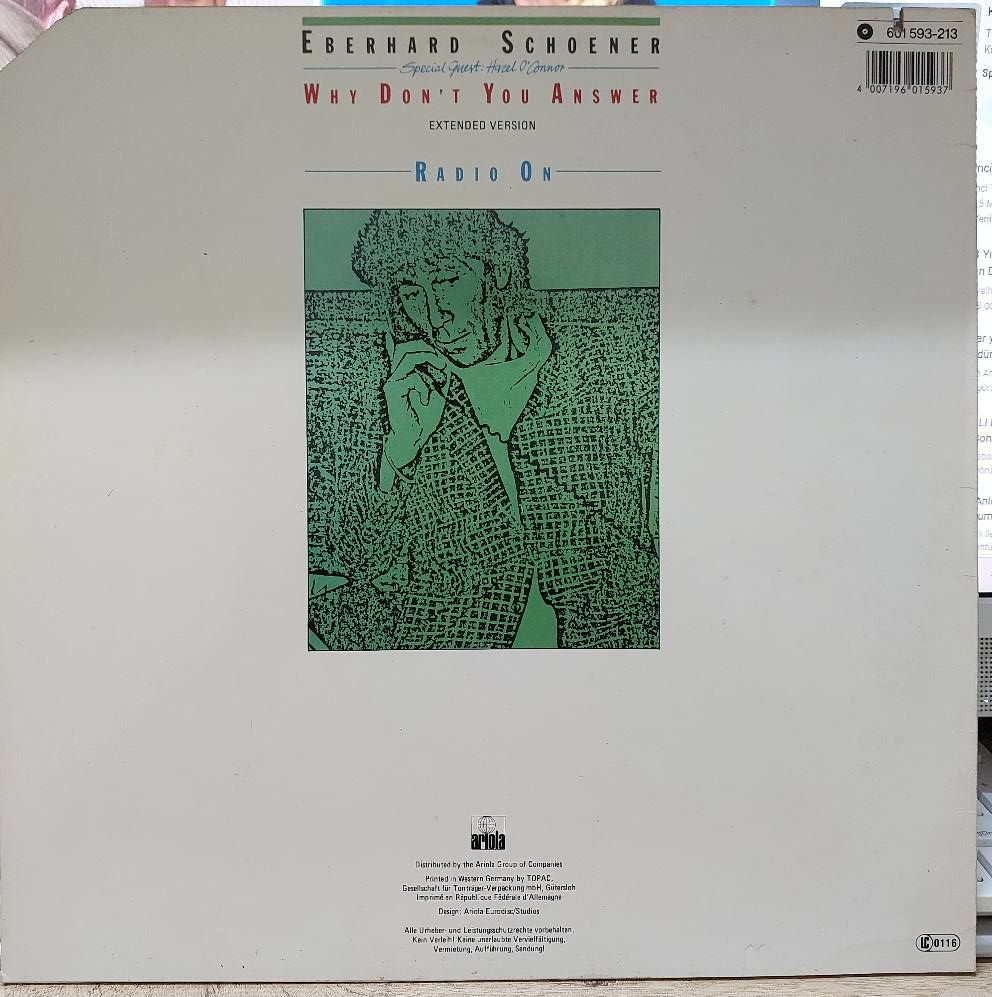 EBERHARD SCHOENER
Special Guest: Hazel O'Connor
WHY DON'T YOU ANSWER
EXTENDED VERSION
RADIO ON
601 593-213
4 007196 015937
ariola
Distributed by the Ariola Group of Companies
Printed in Western Germany by TOPAC,
Gesellschaft für Tonträger-Verpackung mbH, Gütersloh
Imprimé en République Fédérale d'Allemagne
Design: Ariola-Eurodisc/Studios
Alle Urheber- und Leistungsschutzrechte vorbehalten.
Kein Verleih! Keine unerlaubte Vervielfältigung,
Vermietung, Aufführung, Sendung!
LC 0116